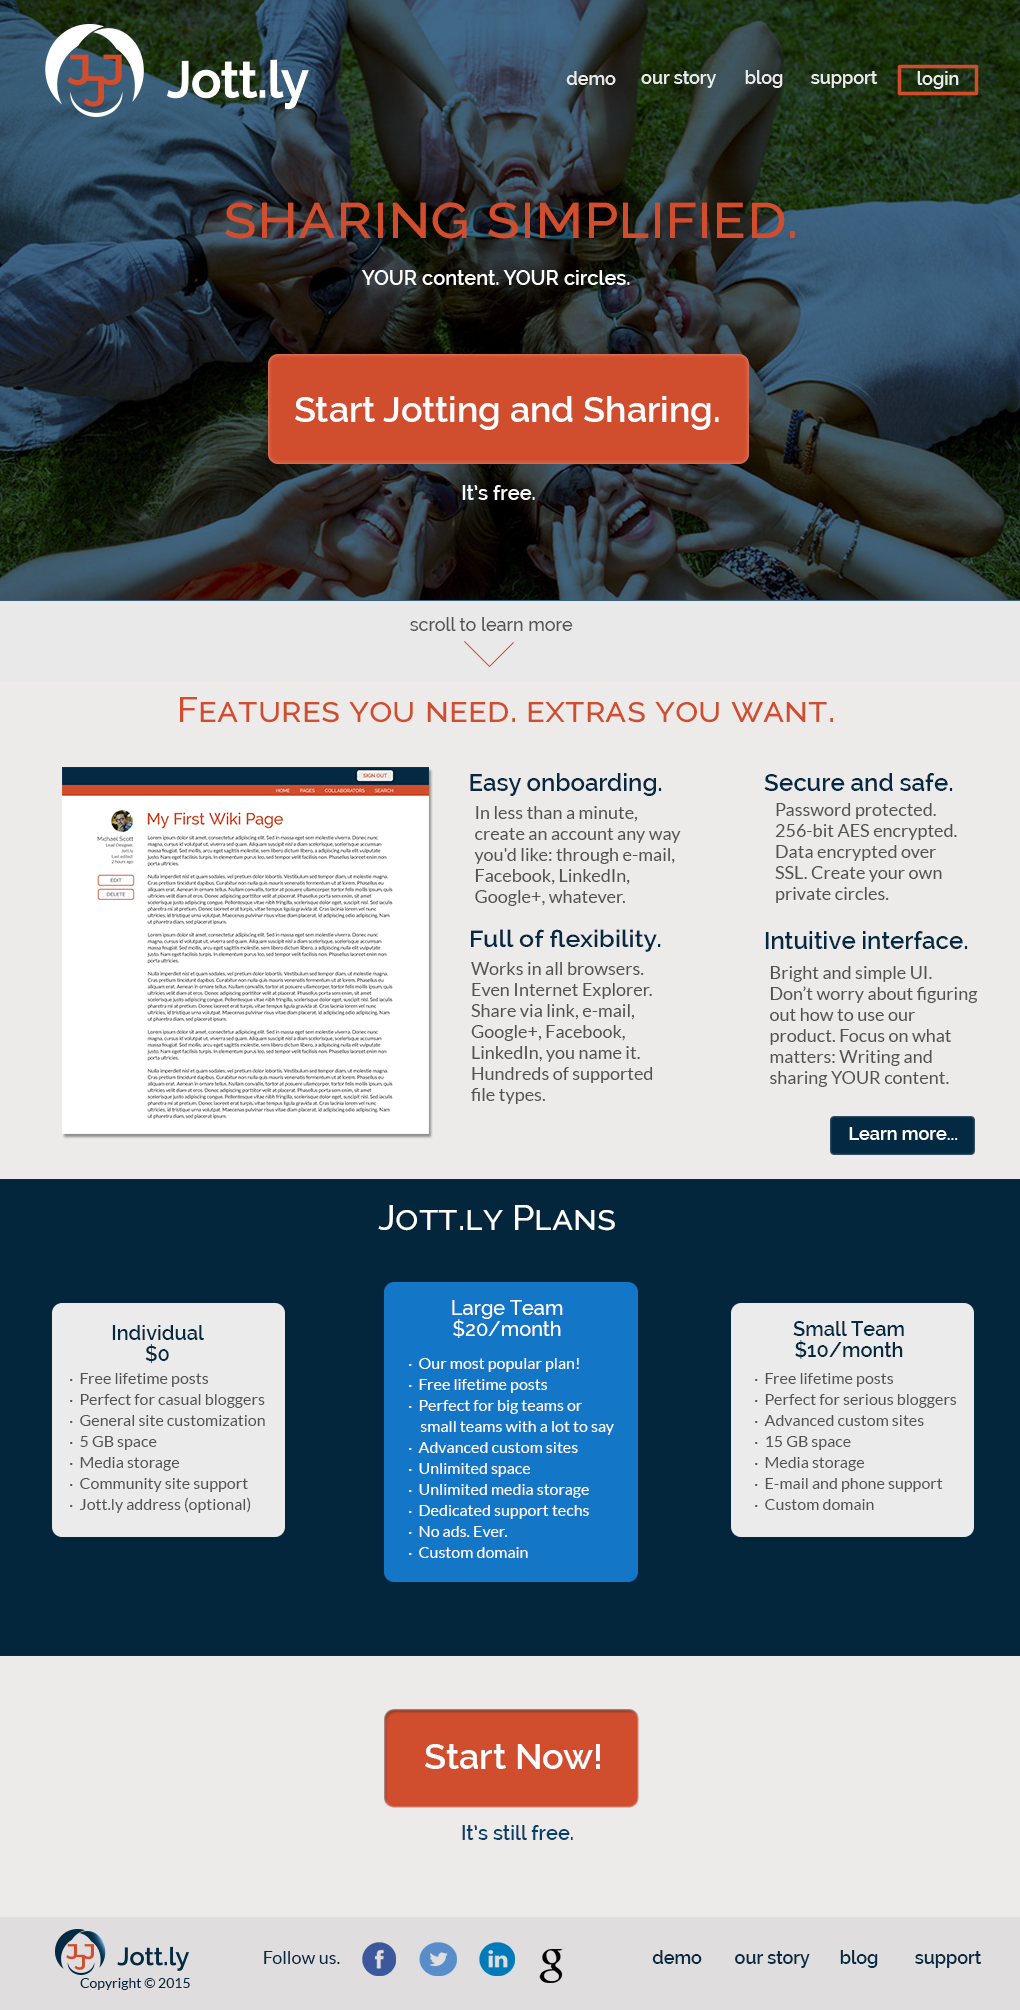 Jott.ly
demo our story blog support login
SHARING SIMPLIFIED.
YOUR content. YOUR circles.
Start Jotting and Sharing.
It's free.
scroll to learn more
FEATURES YOU NEED. EXTRAS YOU WANT.
SIGN OUT
HOME PAGES COLLABORATORS SEARCH
My First Wiki Page
Michael Scott
Lead Designer,
Jott.ly
Last edited:
2 hours ago
EDIT
DELETE
Easy onboarding.
In less than a minute,
create an account any way
you'd like: through e-mail,
Facebook, LinkedIn,
Google+, whatever.
Full of flexibility.
Works in all browsers.
Even Internet Explorer.
Share via link, e-mail,
Google+, Facebook,
LinkedIn, you name it.
Hundreds of supported
file types.
Secure and safe.
Password protected.
256-bit AES encrypted.
Data encrypted over
SSL. Create your own
private circles.
Intuitive interface.
Bright and simple UI.
Don't worry about figuring
out how to use our
product. Focus on what
matters: Writing and
sharing YOUR content.
Learn more...
JOTT.LY PLANS
Individual
$0
· Free lifetime posts
· Perfect for casual bloggers
· General site customization
· 5 GB space
· Media storage
· Community site support
· Jott.ly address (optional)
Large Team
$20/month
· Our most popular plan!
· Free lifetime posts
· Perfect for big teams or
small teams with a lot to say
· Advanced custom sites
· Unlimited space
· Unlimited media storage
· Dedicated support techs
· No ads. Ever.
· Custom domain
Small Team
$10/month
· Free lifetime posts
· Perfect for serious bloggers
· Advanced custom sites
· 15 GB space
· Media storage
· E-mail and phone support
· Custom domain
Start Now!
It's still free.
Jott.ly
Copyright © 2015
Follow us. f in g
demo our story blog support